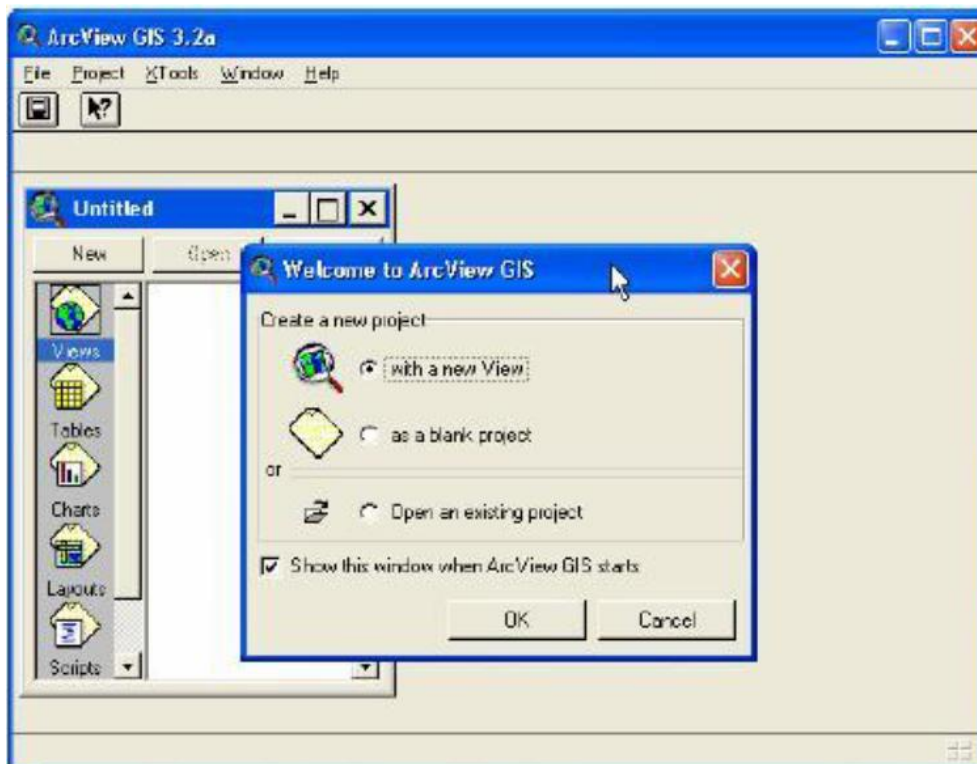 ArcView GIS 3.2a
File Project XTools Window Help
Untitled
New Open
Views
Tables
Charts
Layouts
Scripts
Welcome to ArcView GIS
Create a new project
with a new View
as a blank project
or
Open an existing project
Show this window when ArcView GIS starts
OK Cancel